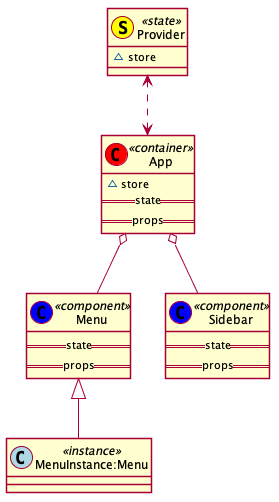 S
«state»
Provider
~ store
C
«container»
App
~ store
state
props
C
«component»
Menu
state
props
C
«component»
Sidebar
state
props
C
«instance»
MenuInstance:Menu